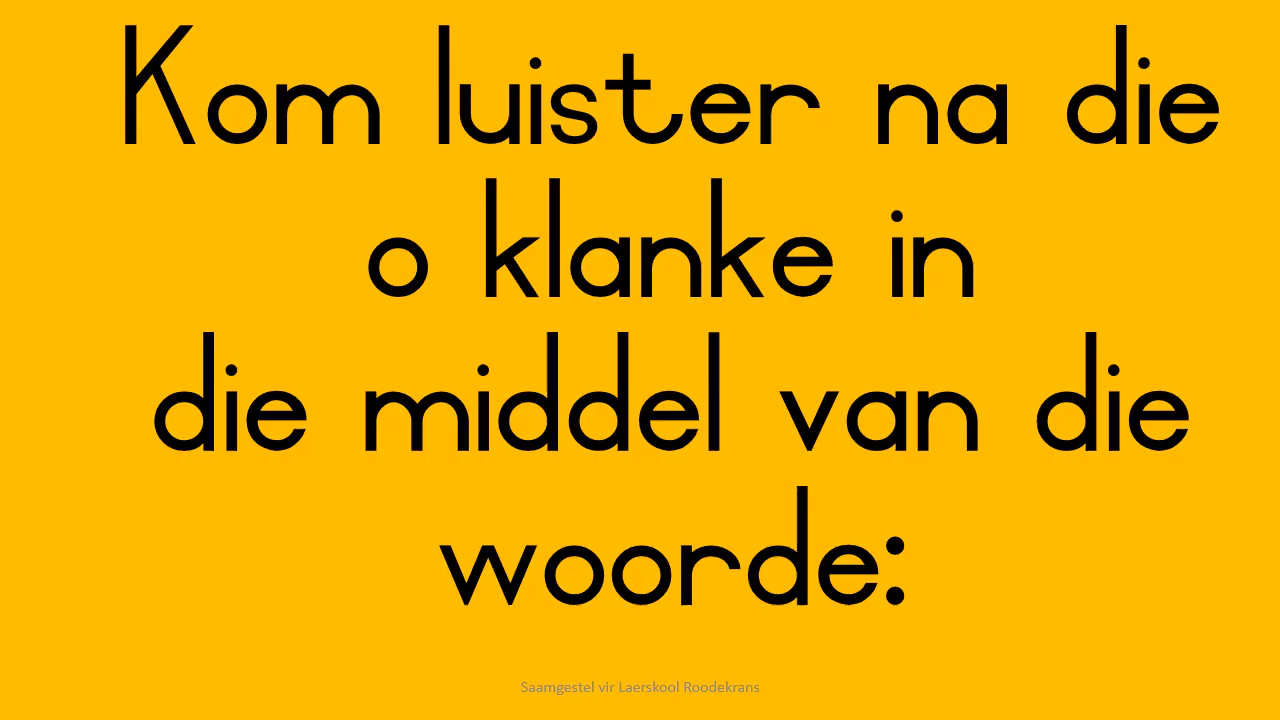 Kom luister na die
o klanke in
die middel van die
woorde:
Saamgestel vir Laerskool Roodekrans